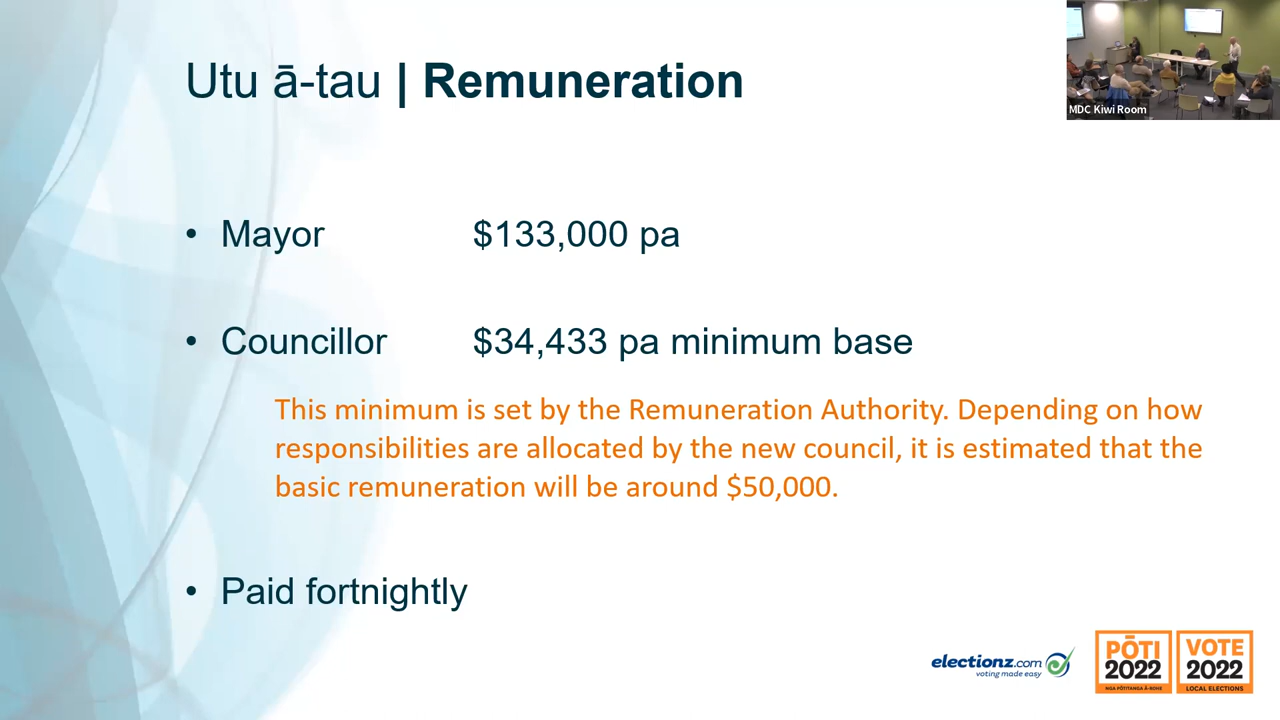 Utu ā-tau | Remuneration
MDC Kiwi Room
• Mayor $133,000 pa
• Councillor $34,433 pa minimum base
This minimum is set by the Remuneration Authority. Depending on how
responsibilities are allocated by the new council, it is estimated that the
basic remuneration will be around $50,000.
• Paid fortnightly
electionz.com
voting made easy
PŌTI
2022
NGA PŌTITANGA Ā-ROHE
VOTE
2022
LOCAL ELECTIONS